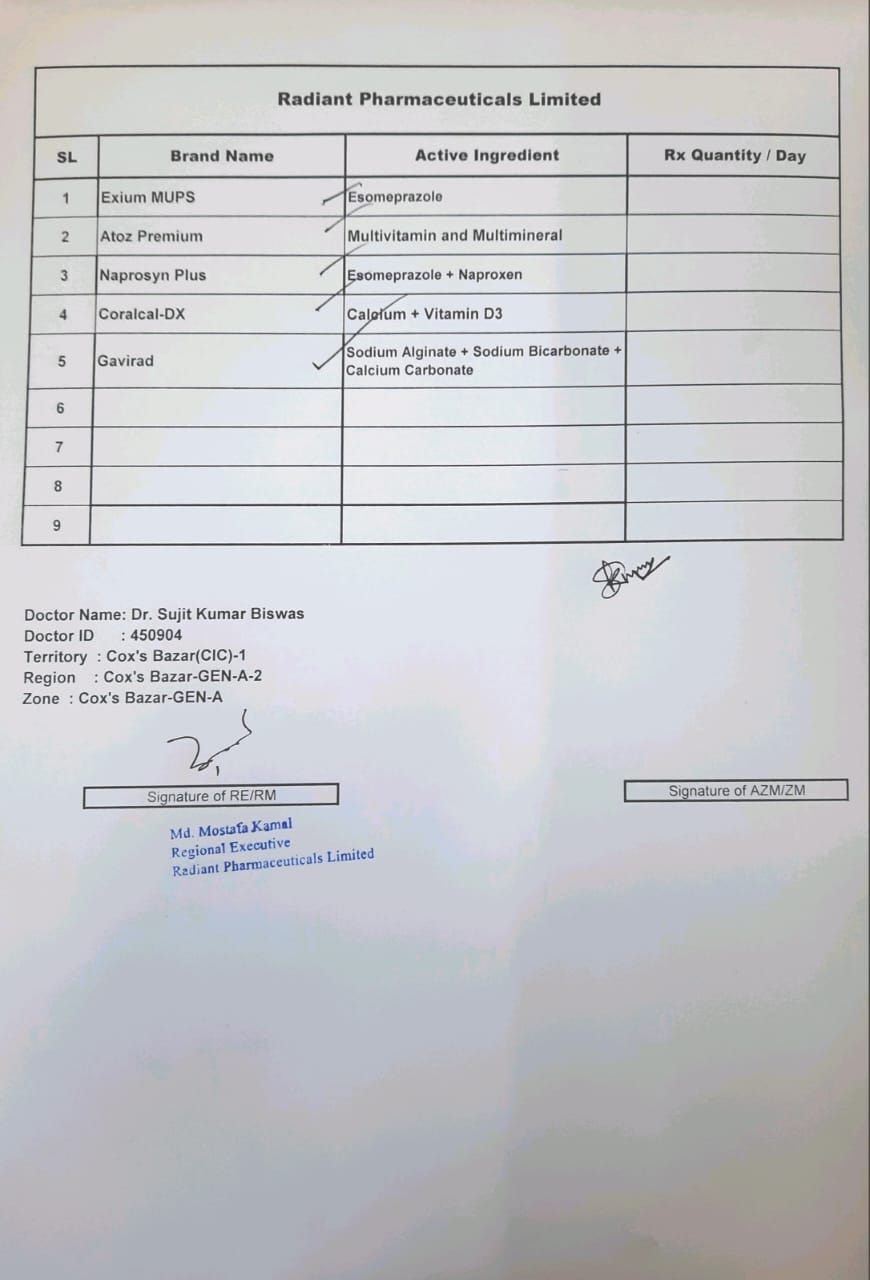 Radiant Pharmaceuticals Limited
SL Brand Name Active Ingredient Rx Quantity / Day
1 Exium MUPS Esomeprazole
2 Atoz Premium Multivitamin and Multimineral
3 Naprosyn Plus Esomeprazole + Naproxen
4 Coralcal-DX Calcium + Vitamin D3
5 Gavirad Sodium Alginate + Sodium Bicarbonate +
Calcium Carbonate
6
7
8
9
Doctor Name: Dr. Sujit Kumar Biswas
Doctor ID : 450904
Territory : Cox's Bazar(CIC)-1
Region : Cox's Bazar-GEN-A-2
Zone : Cox's Bazar-GEN-A
Signature of RE/RM
Signature of AZM/ZM
Md. Mostafa Kamal
Regional Executive
Radiant Pharmaceuticals Limited